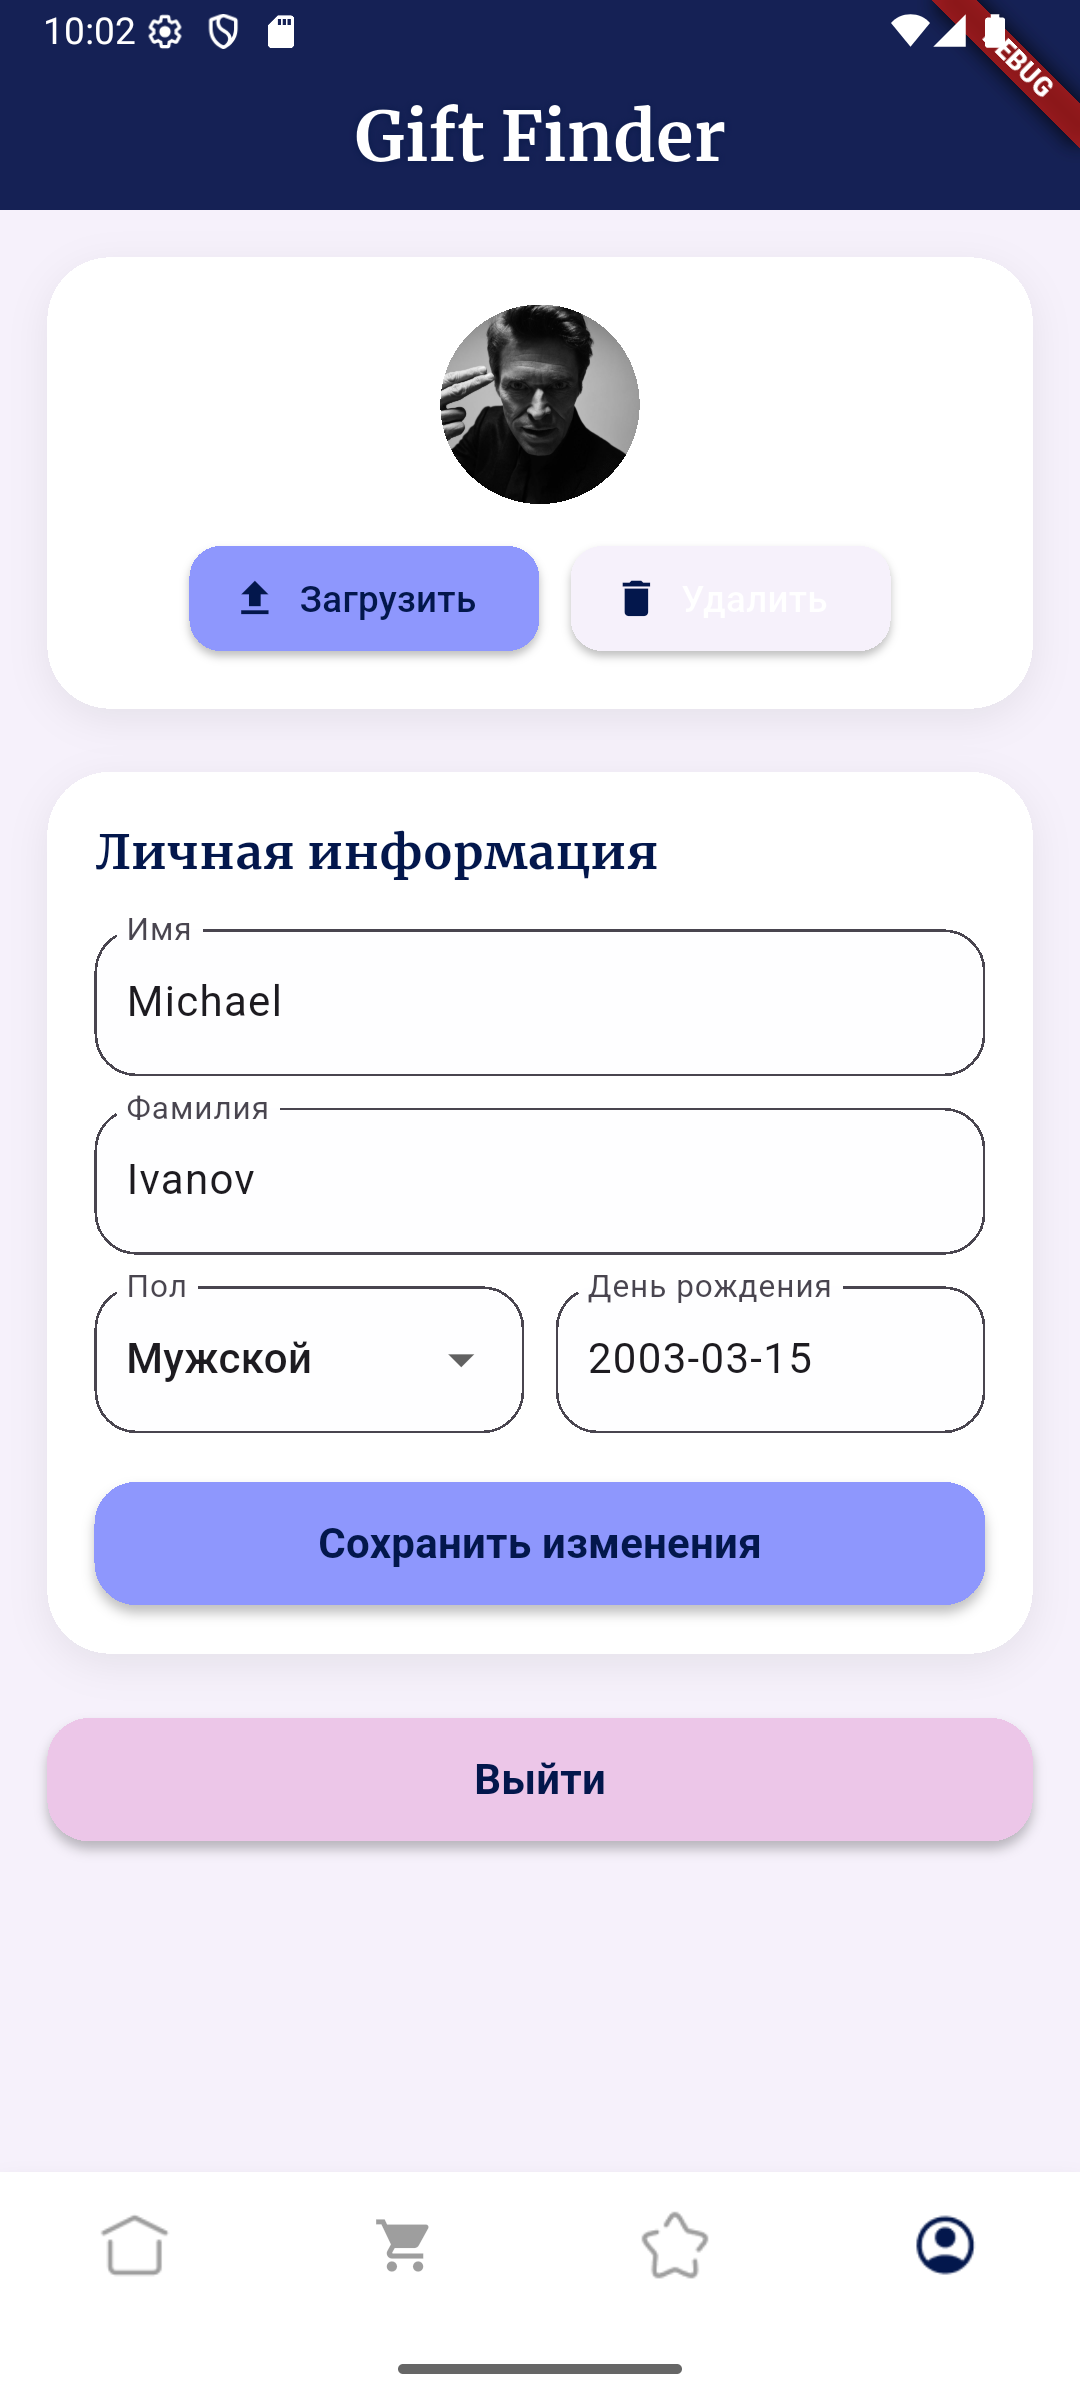 10:02
EBUG
Gift Finder
Загрузить
Удалить
Личная информация
Имя
Michael
Фамилия
Ivanov
Пол
День рождения
Мужской
2003-03-15
Сохранить изменения
Выйти